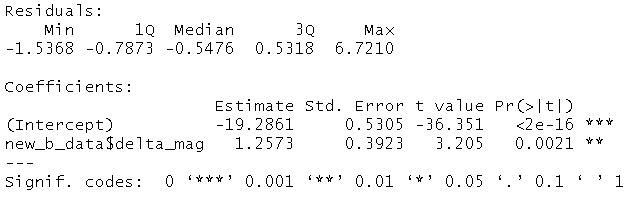 Residuals:
    Min      1Q  Median      3Q     Max
-1.5368 -0.7873 -0.5476  0.5318  6.7210

Coefficients:
                     Estimate Std. Error t value Pr(>|t|)
(Intercept)          -19.2861     0.5305 -36.351   <2e-16 ***
new_b_data$delta_mag   1.2573     0.3923   3.205   0.0021 **
---
Signif. codes:  0 ‘***’ 0.001 ‘**’ 0.01 ‘*’ 0.05 ‘.’ 0.1 ‘ ’ 1